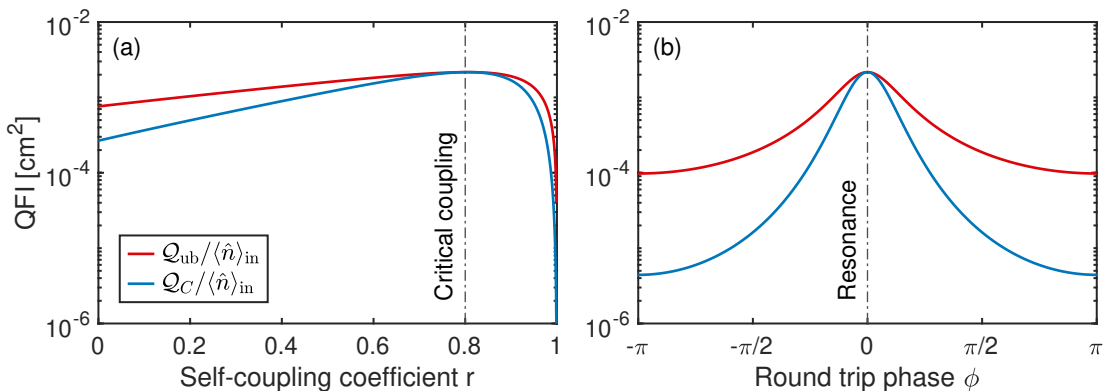 (a)
10^-2
10^-4
10^-6
QFI [cm^2]
Critical coupling
Q_ub/⟨n̂⟩_in
Q_C/⟨n̂⟩_in
0 0.2 0.4 0.6 0.8 1
Self-coupling coefficient r
(b)
10^-2
10^-4
10^-6
Resonance
-π -π/2 0 π/2 π
Round trip phase ϕ